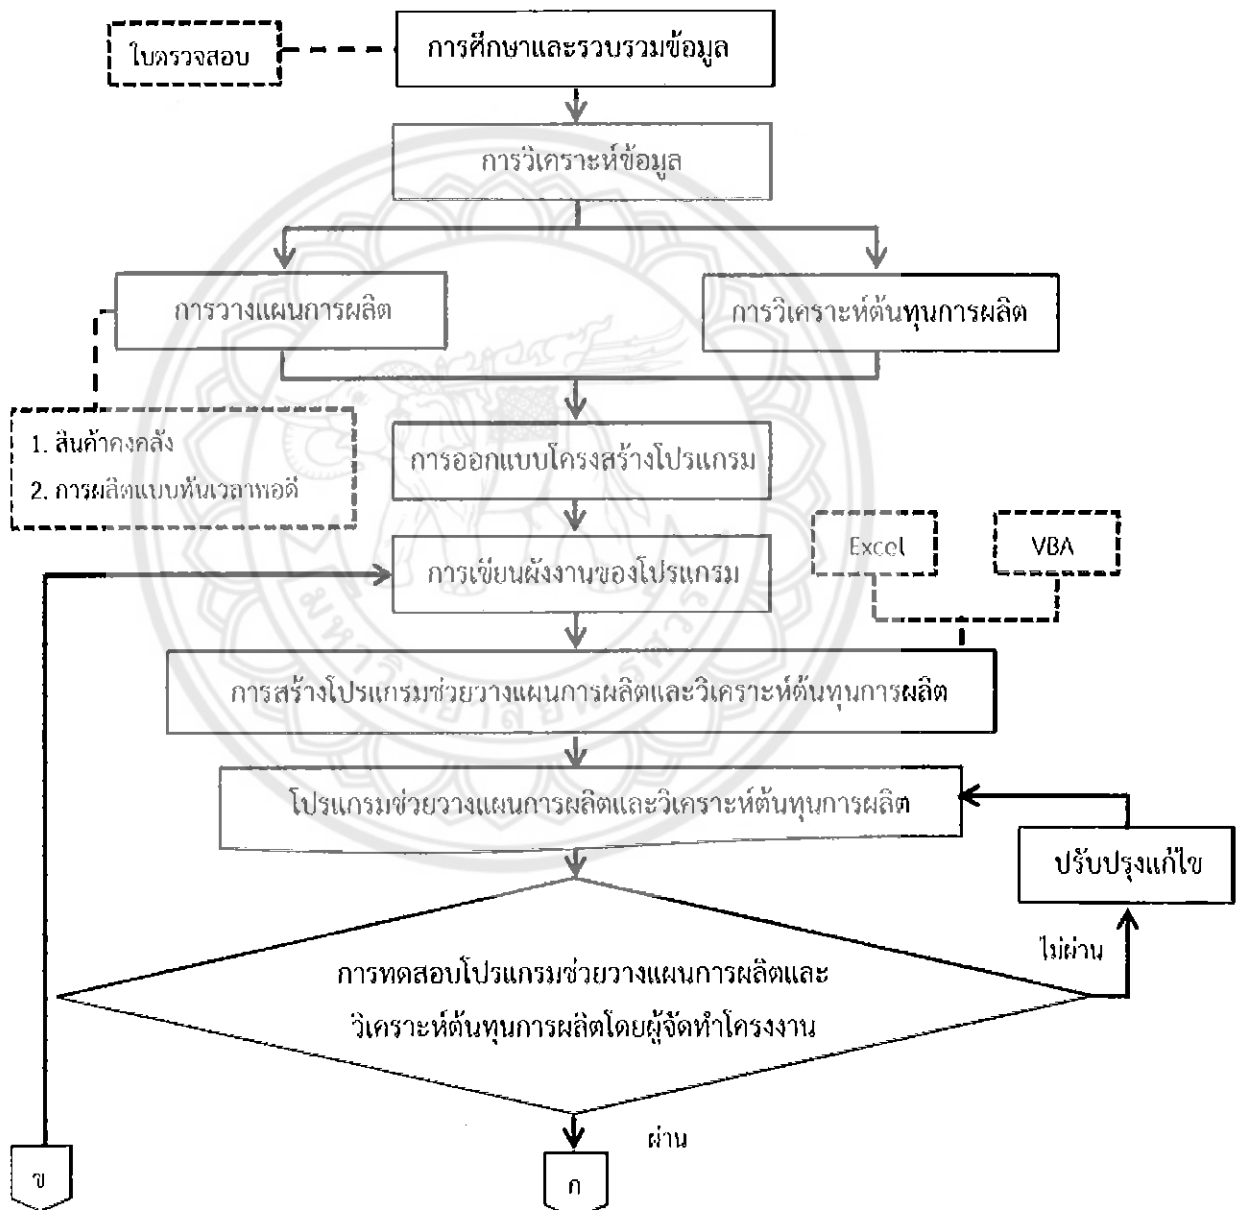 ใบตรวจสอบ
การศึกษาและรวบรวมข้อมูล
การวิเคราะห์ข้อมูล
การวางแผนการผลิต
การวิเคราะห์ต้นทุนการผลิต
1. สินค้าคงคลัง
2. การผลิตแบบทันเวลาพอดี
การออกแบบโครงสร้างโปรแกรม
Excel
VBA
การเขียนผังงานของโปรแกรม
มหาวิทยาลัยนเรศวร
การสร้างโปรแกรมช่วยวางแผนการผลิตและวิเคราะห์ต้นทุนการผลิต
โปรแกรมช่วยวางแผนการผลิตและวิเคราะห์ต้นทุนการผลิต
ปรับปรุงแก้ไข
ไม่ผ่าน
การทดสอบโปรแกรมช่วยวางแผนการผลิตและ
วิเคราะห์ต้นทุนการผลิตโดยผู้จัดทำโครงงาน
ผ่าน
ข
ก